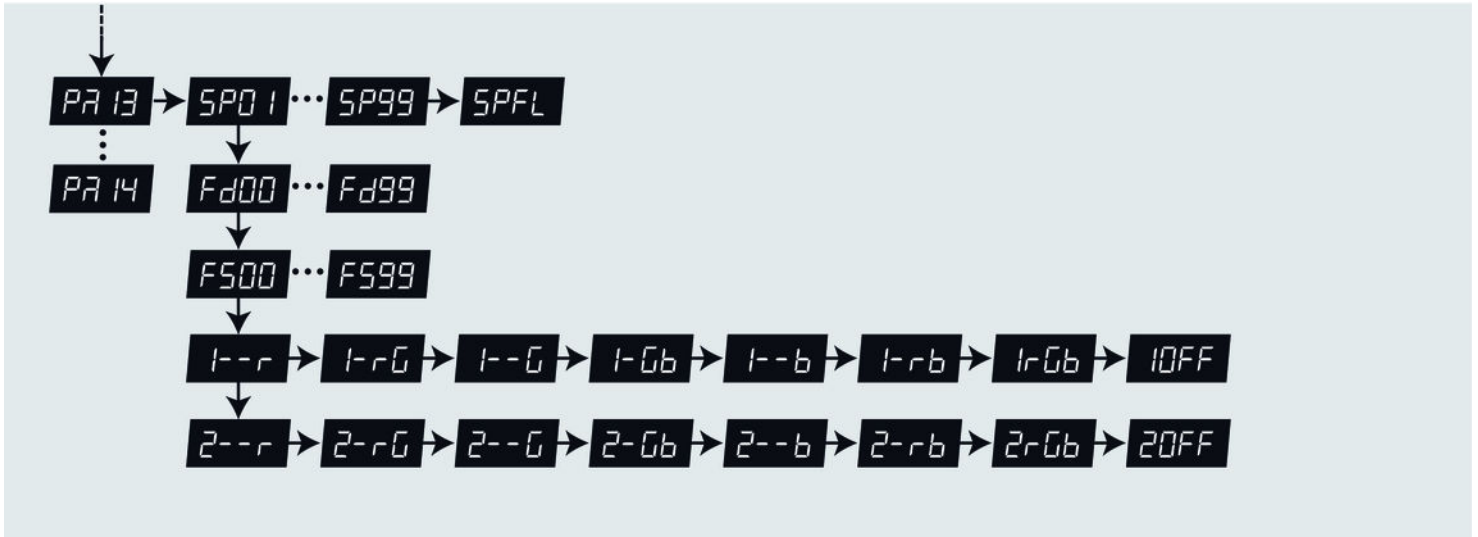 PA13 SP01 ... SP99 SPFL
PA14 Fd00 ... Fd99
FS00 ... FS99
1--r 1-rG 1--G 1-Gb 1--b 1-rb 1rGb 1OFF
2--r 2-rG 2--G 2-Gb 2--b 2-rb 2rGb 2OFF